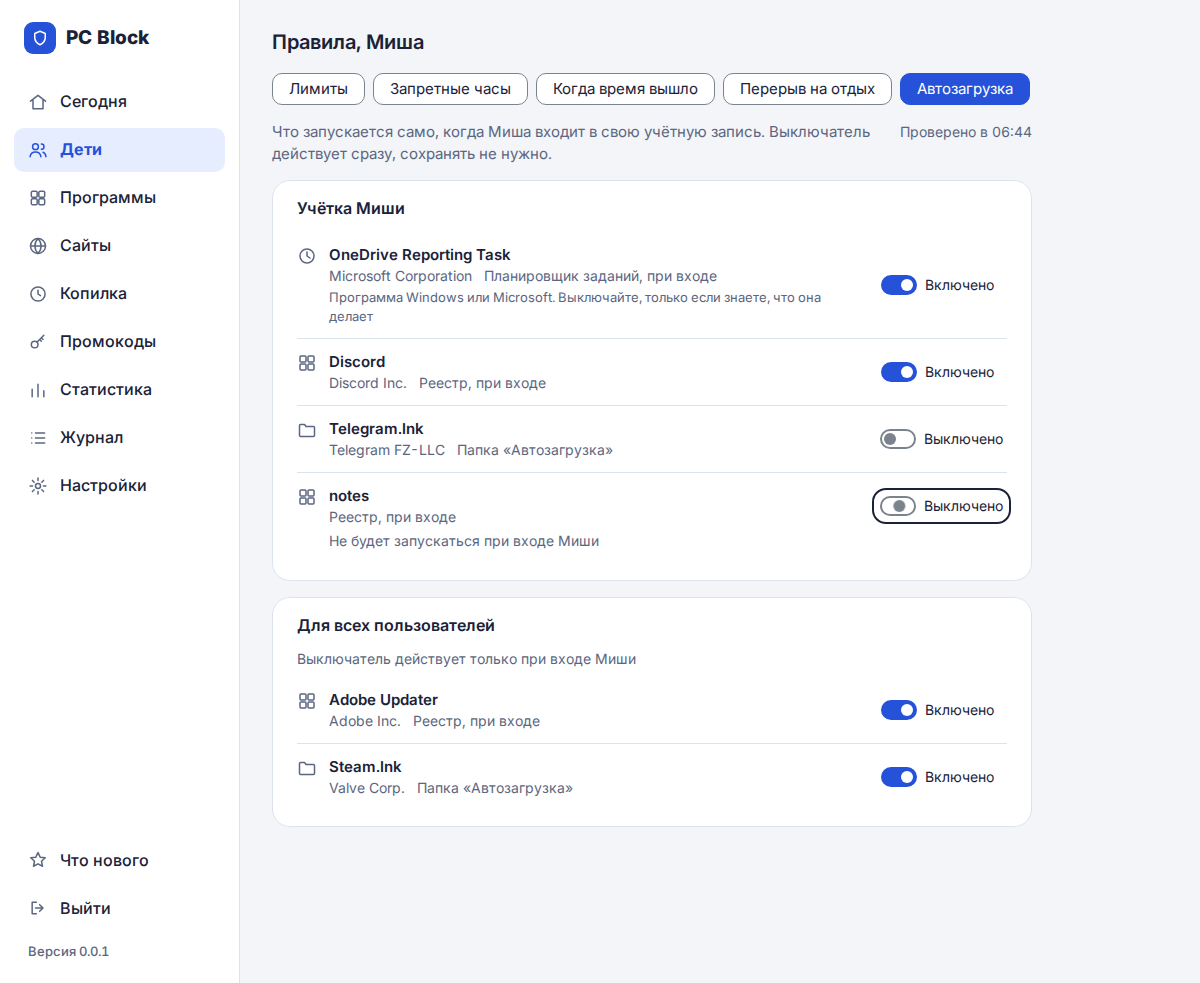 PC Block
Сегодня
Дети
Программы
Сайты
Копилка
Промокоды
Статистика
Журнал
Настройки
Что нового
Выйти
Версия 0.0.1
Правила, Миша
Лимиты
Запретные часы
Когда время вышло
Перерыв на отдых
Автозагрузка
Что запускается само, когда Миша входит в свою учётную запись. Выключатель
действует сразу, сохранять не нужно.
Проверено в 06:44
Учётка Миши
OneDrive Reporting Task
Microsoft Corporation Планировщик заданий, при входе
Программа Windows или Microsoft. Выключайте, только если знаете, что она
делает
Включено
Discord
Discord Inc. Реестр, при входе
Включено
Telegram.lnk
Telegram FZ-LLC Папка «Автозагрузка»
Выключено
notes
Реестр, при входе
Не будет запускаться при входе Миши
Выключено
Для всех пользователей
Выключатель действует только при входе Миши
Adobe Updater
Adobe Inc. Реестр, при входе
Включено
Steam.lnk
Valve Corp. Папка «Автозагрузка»
Включено